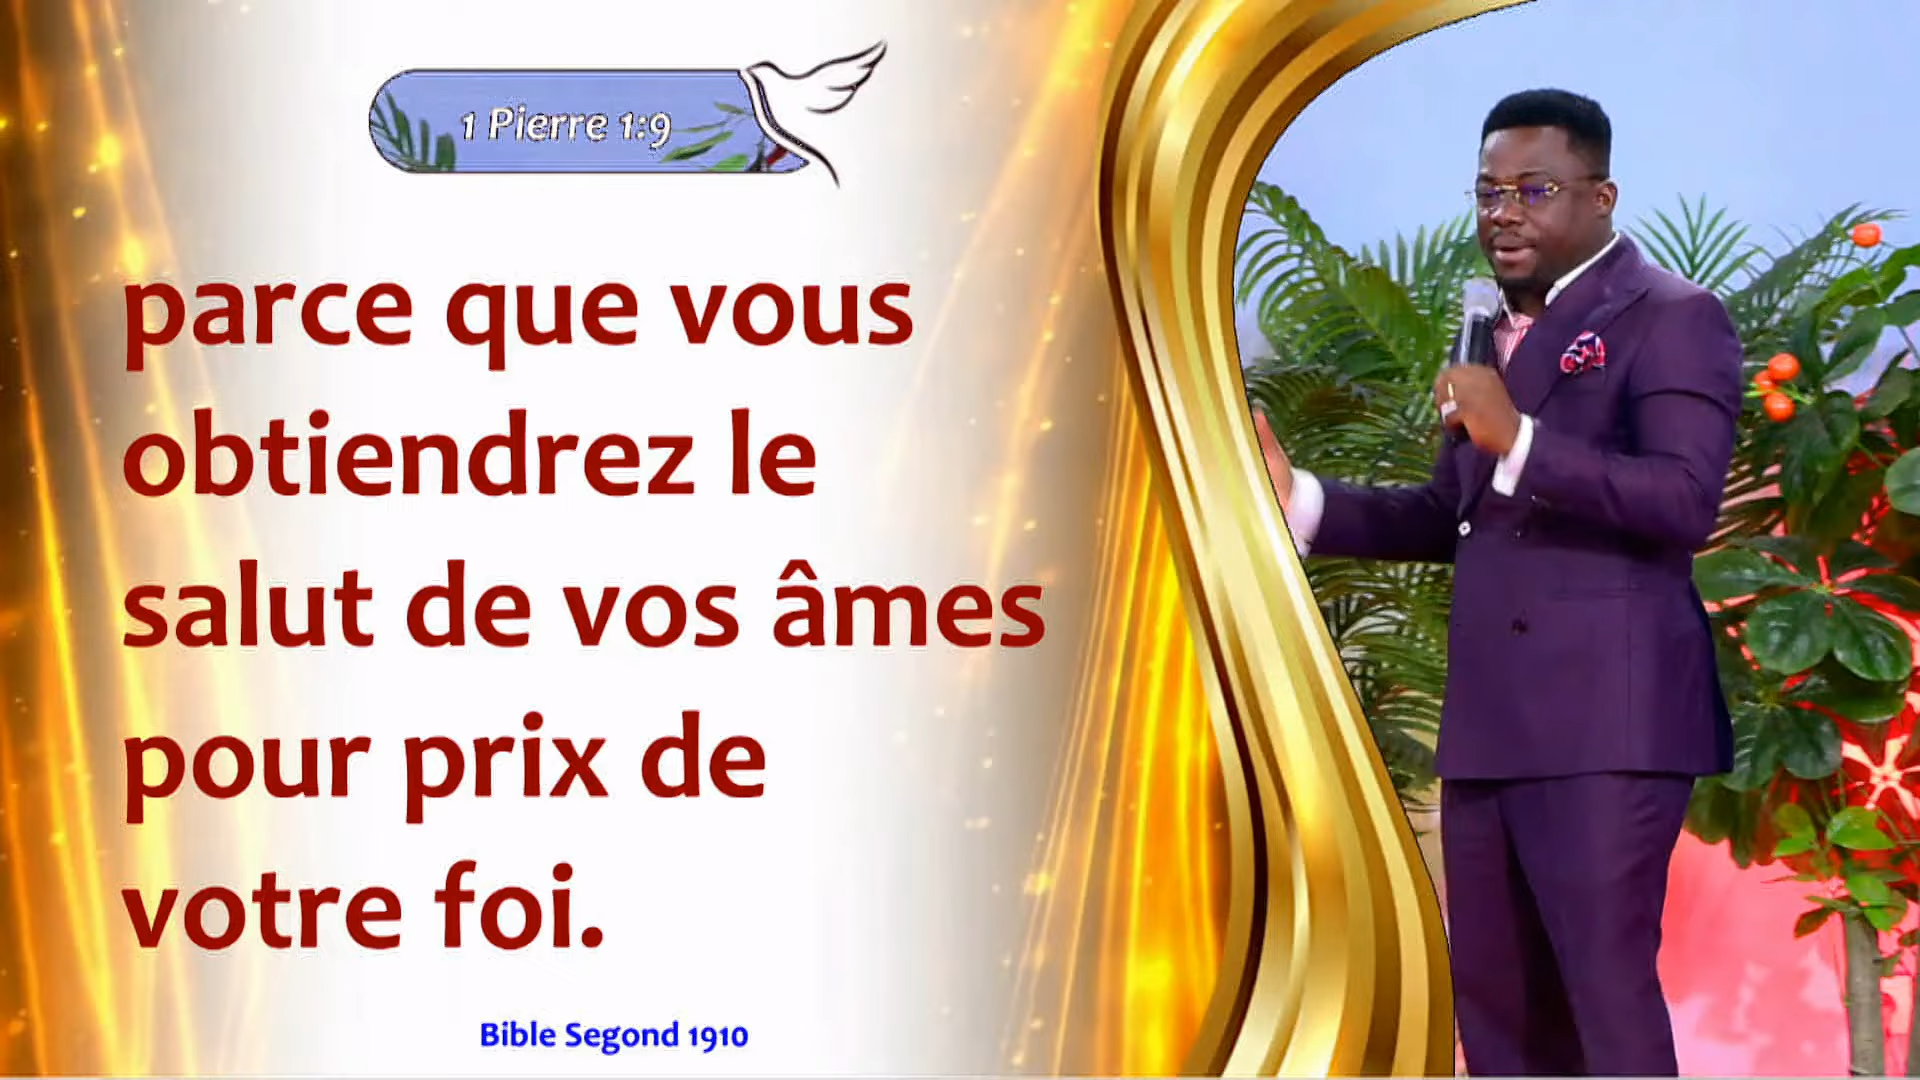 1 Pierre 1:9
parce que vous
obtiendrez le
salut de vos âmes
pour prix de
votre foi.
Bible Segond 1910